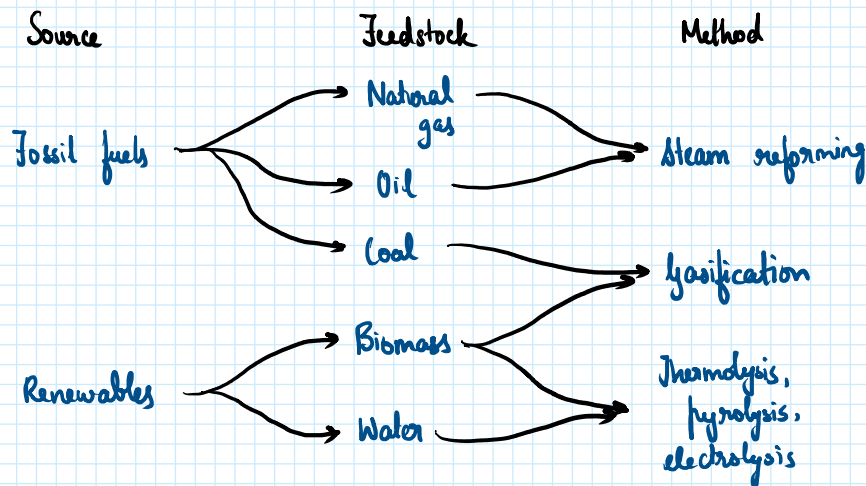 Source Feedstock Method
Natural
gas
Fossil fuels
Steam reforming
Oil
Coal
Gasification
Biomass
Renewables
Thermolysis,
pyrolysis,
electrolysis
Water